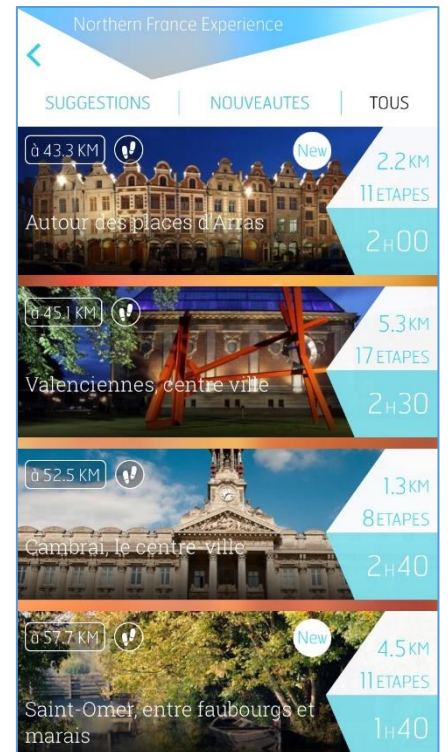 Northern France Experience
SUGGESTIONS NOUVEAUTES TOUS
à 43.3 KM New
2.2 KM
11 ETAPES
Autour des places d'Arras
2H00
à 45.1 KM
5.3 KM
17 ETAPES
Valenciennes, centre ville
2H30
à 52.5 KM
1.3 KM
8 ETAPES
Cambrai, le centre-ville
2H40
à 57.7 KM New
4.5 KM
11 ETAPES
Saint-Omer, entre faubourgs et
marais
1H40